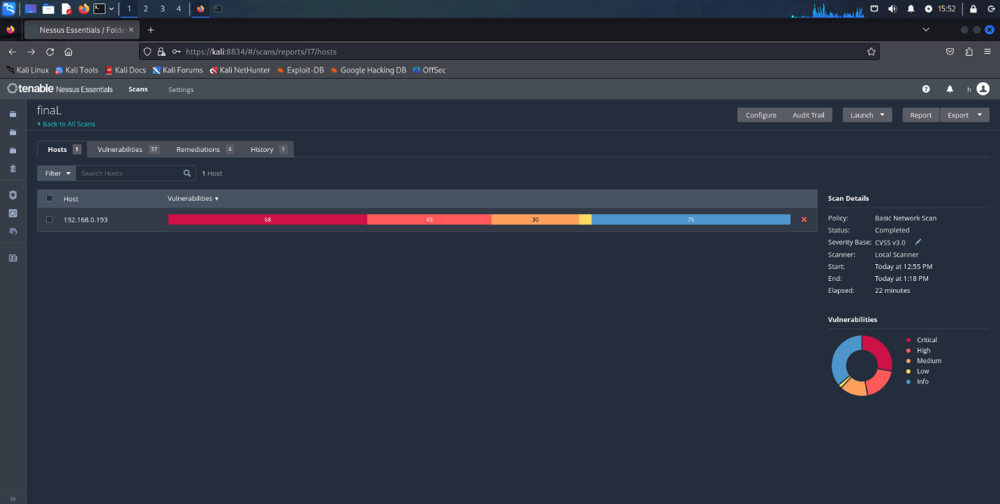 1 2 3 4 15:52
Nessus Essentials / Folde
https://kali:8834/#/scans/reports/17/hosts
Kali Linux Kali Tools Kali Docs Kali Forums Kali NetHunter Exploit-DB Google Hacking DB OffSec
tenable Nessus Essentials Scans Settings h
finaL
Back to All Scans
Configure Audit Trail Launch Report Export
Hosts 1 Vulnerabilities 37 Remediations 4 History 1
Filter Search Hosts 1 Host
Host Vulnerabilities
192.168.0.193 68 43 30 75
Scan Details
Policy: Basic Network Scan
Status: Completed
Severity Base: CVSS v3.0
Scanner: Local Scanner
Start: Today at 12:55 PM
End: Today at 1:18 PM
Elapsed: 22 minutes
Vulnerabilities
Critical
High
Medium
Low
Info